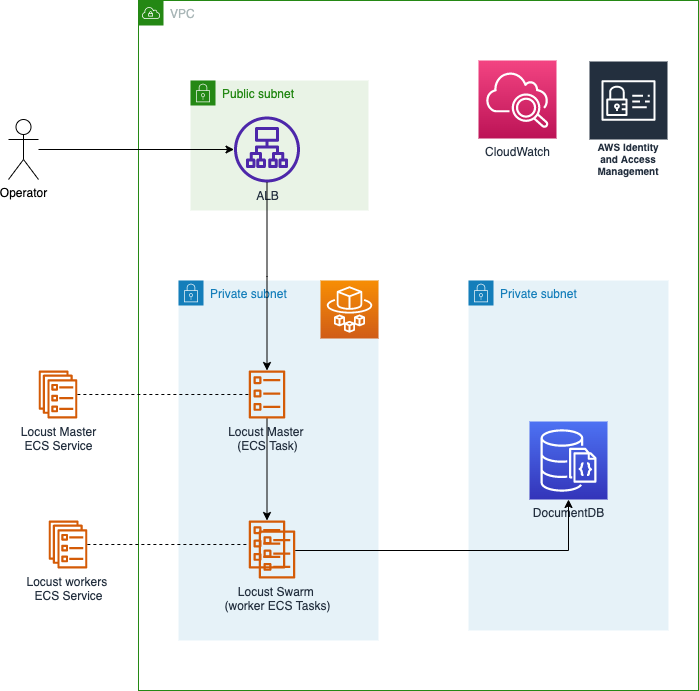 VPC
Public subnet
CloudWatch
AWS Identity
and Access
Management
Operator
ALB
Private subnet
Private subnet
Locust Master
ECS Service
Locust Master
(ECS Task)
DocumentDB
Locust workers
ECS Service
Locust Swarm
(worker ECS Tasks)